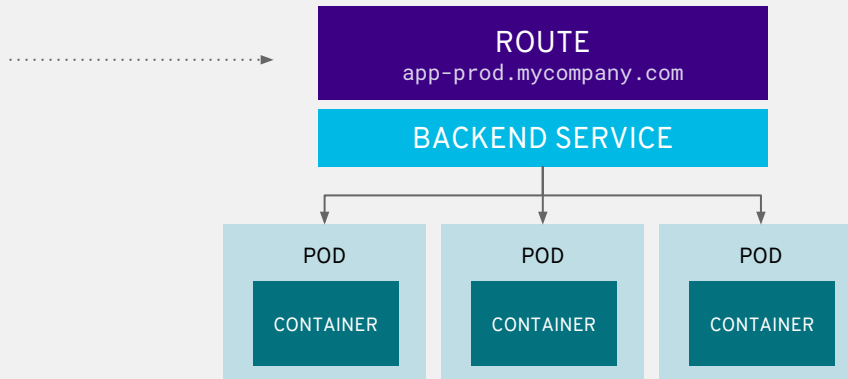 ROUTE
app-prod.mycompany.com
BACKEND SERVICE
POD
POD
POD
CONTAINER
CONTAINER
CONTAINER